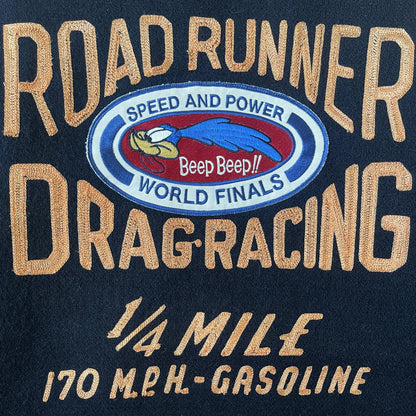 ROAD RUNNER
SPEED AND POWER
BEEP BEEP!!
WORLD FINALS
DRAG·RACING
1/4 MILE
170 M.P.H.-GASOLINE